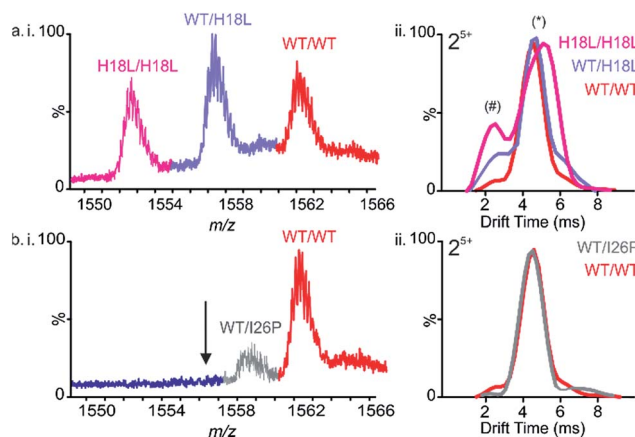 a. i. 100
WT/H18L
H18L/H18L
WT/WT
%
0
1550 1554 1558 1562 1566
m/z
ii. 100
2⁵⁺
(*)
H18L/H18L
WT/H18L
WT/WT
(#)
%
0
2 4 6 8
Drift Time (ms)
b. i. 100
WT/WT
WT/I26P
%
0
1550 1554 1558 1562 1566
m/z
ii. 100
2⁵⁺
WT/I26P
WT/WT
%
0
2 4 6 8
Drift Time (ms)